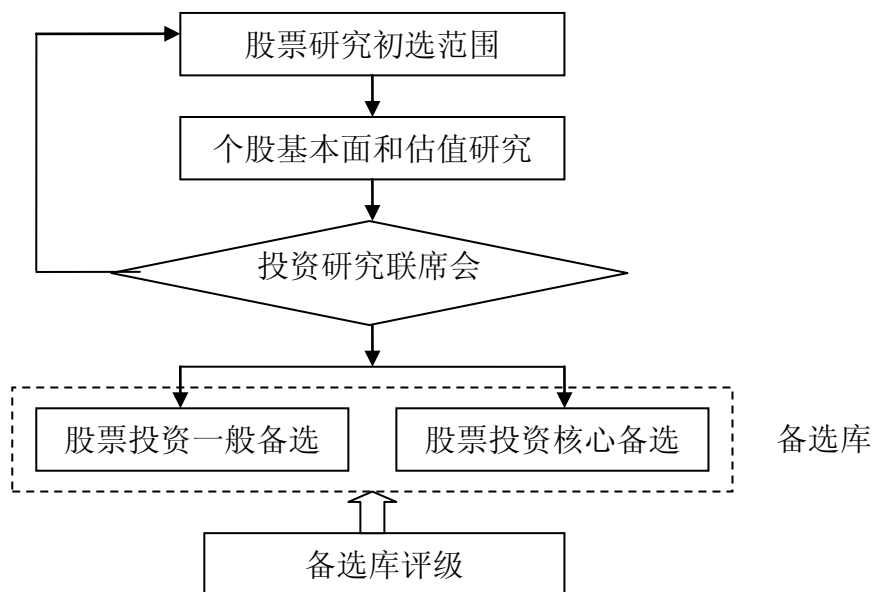 股票研究初选范围
个股基本面和估值研究
投资研究联席会
股票投资一般备选
股票投资核心备选
备选库
备选库评级